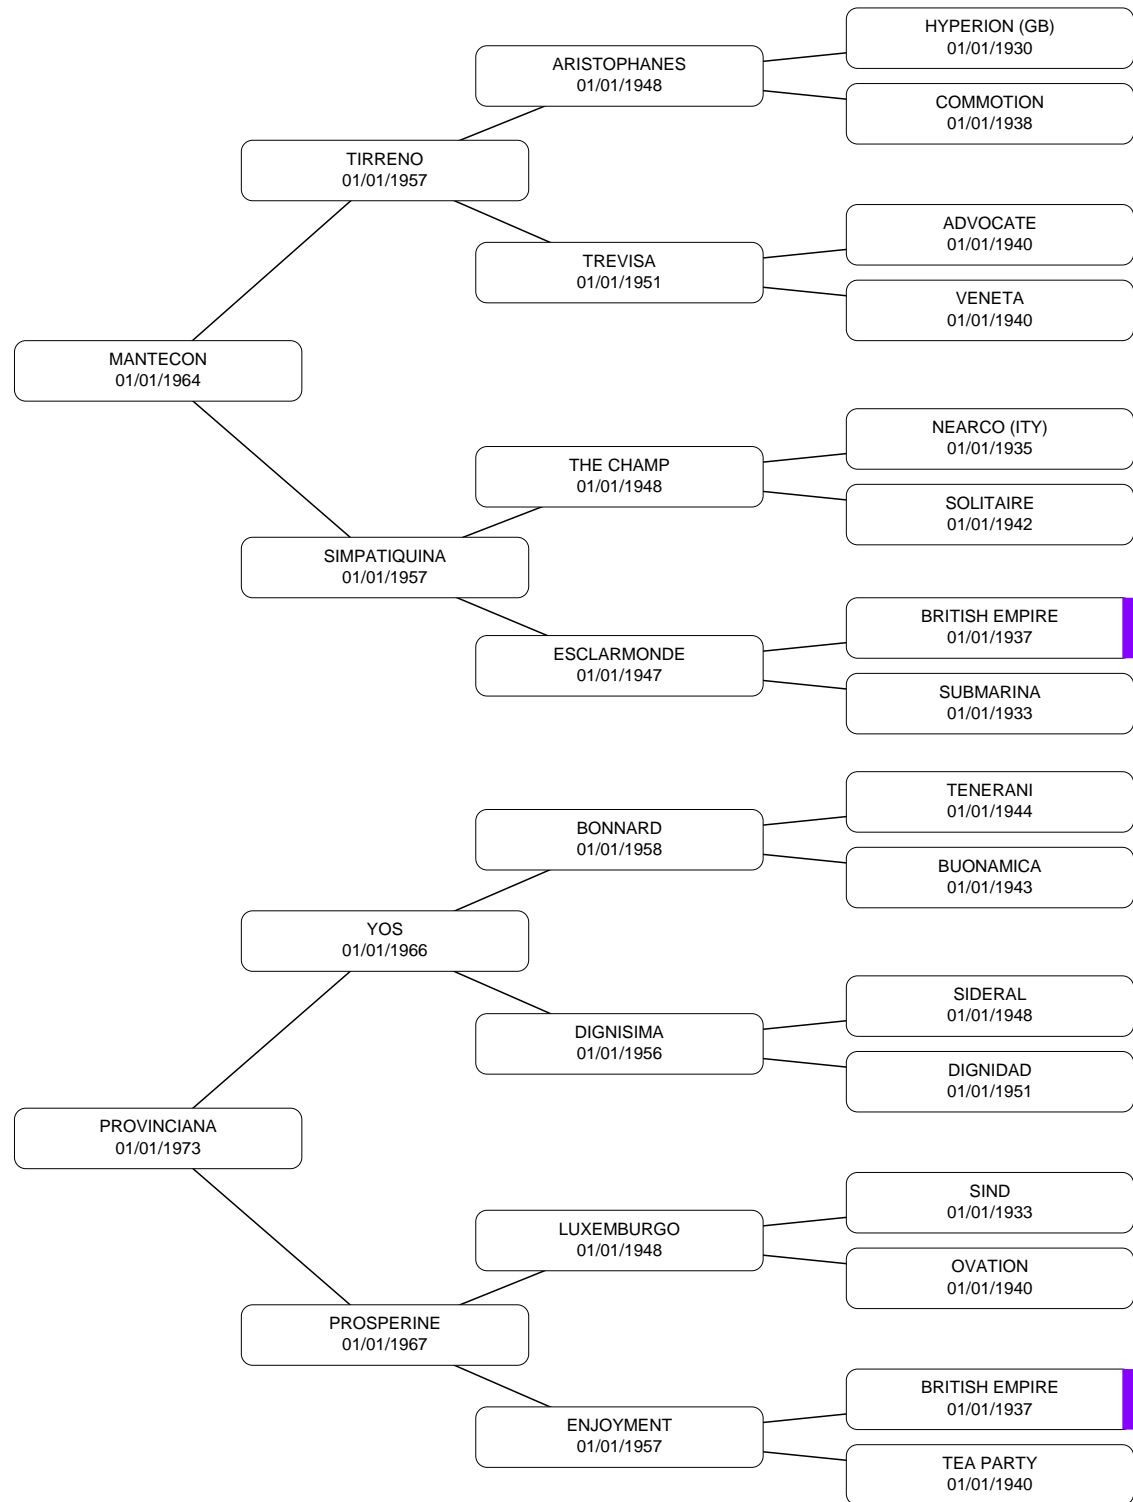 HYPERION (GB)
01/01/1930
ARISTOPHANES
01/01/1948
COMMOTION
01/01/1938
TIRRENO
01/01/1957
ADVOCATE
01/01/1940
TREVISA
01/01/1951
VENETA
01/01/1940
MANTECON
01/01/1964
NEARCO (ITY)
01/01/1935
THE CHAMP
01/01/1948
SOLITAIRE
01/01/1942
SIMPATIQUINA
01/01/1957
BRITISH EMPIRE
01/01/1937
ESCLARMONDE
01/01/1947
SUBMARINA
01/01/1933
TENERANI
01/01/1944
BONNARD
01/01/1958
BUONAMICA
01/01/1943
YOS
01/01/1966
SIDERAL
01/01/1948
DIGNISIMA
01/01/1956
DIGNIDAD
01/01/1951
PROVINCIANA
01/01/1973
SIND
01/01/1933
LUXEMBURGO
01/01/1948
OVATION
01/01/1940
PROSPERINE
01/01/1967
BRITISH EMPIRE
01/01/1937
ENJOYMENT
01/01/1957
TEA PARTY
01/01/1940